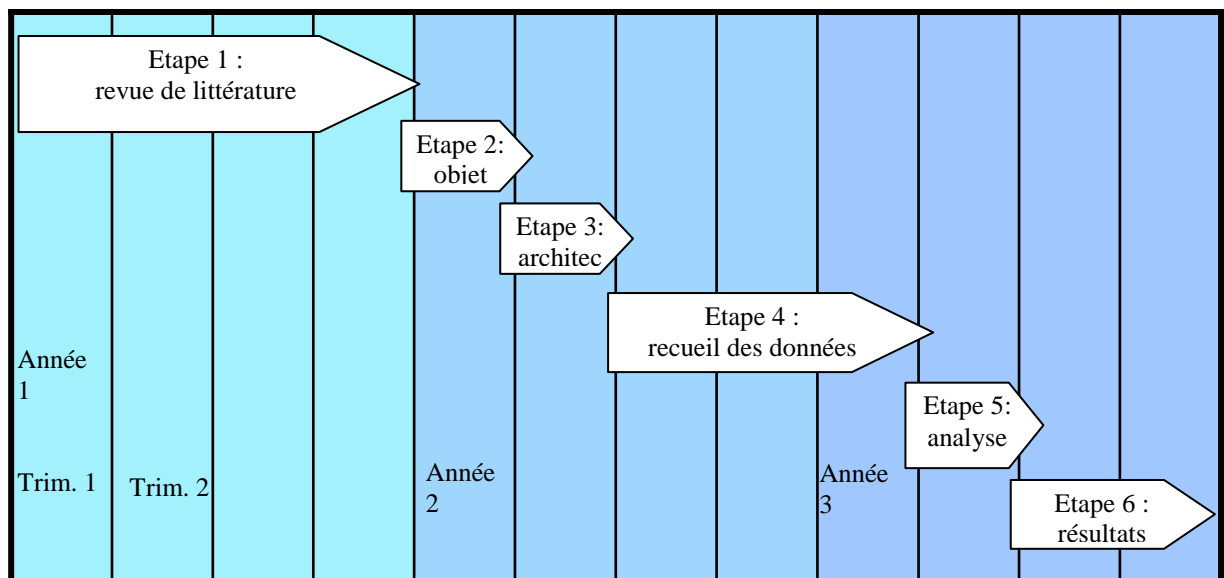 Etape 1 :
revue de littérature
Etape 2:
objet
Etape 3:
architec
Etape 4 :
recueil des données
Année
1
Etape 5:
analyse
Trim. 1
Trim. 2
Année
2
Année
3
Etape 6 :
résultats